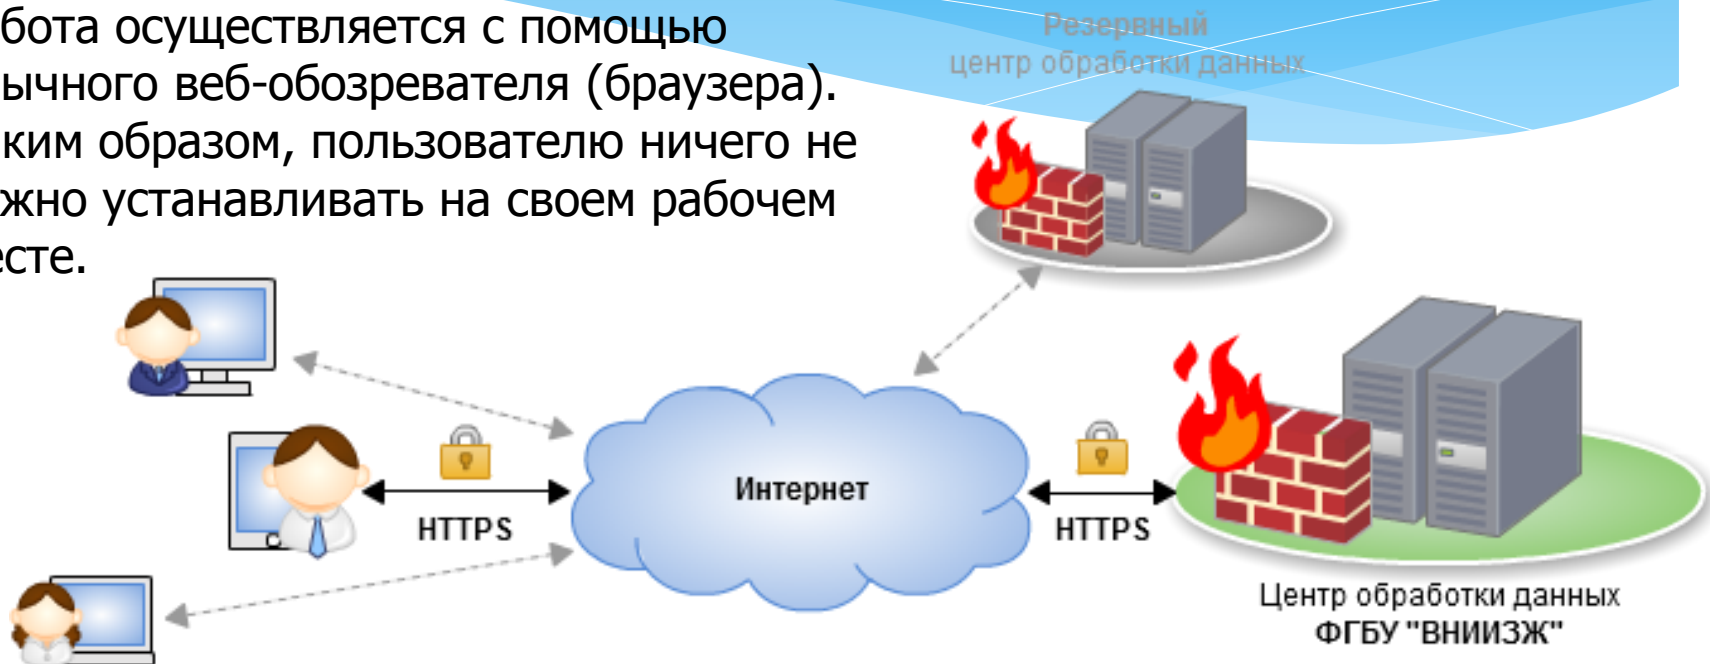 бота осуществляется с помощью
ычного веб-обозревателя (браузера).
ким образом, пользователю ничего не
жно устанавливать на своем рабочем
есте.
Резервный
центр обработки данных
Интернет
HTTPS
HTTPS
Центр обработки данных
ФГБУ "ВНИИЗЖ"